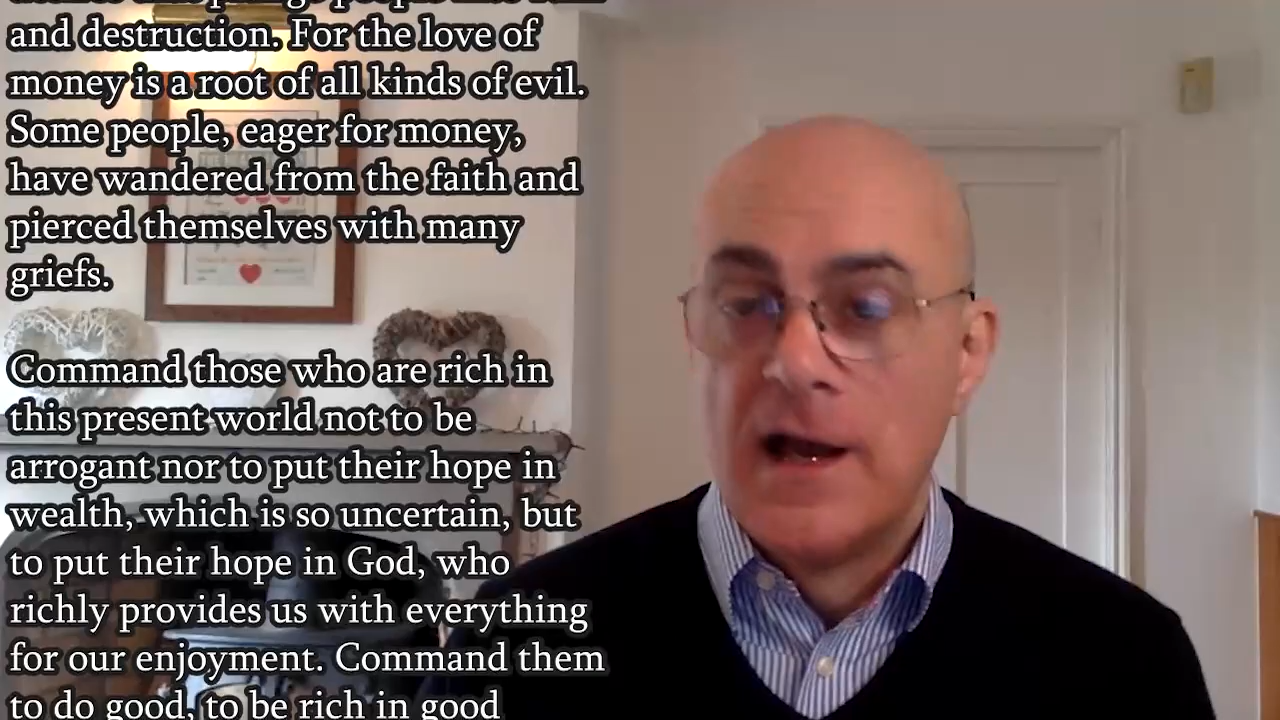 and destruction. For the love of
money is a root of all kinds of evil.
Some people, eager for money,
have wandered from the faith and
pierced themselves with many
griefs.
Command those who are rich in
this present world not to be
arrogant nor to put their hope in
wealth, which is so uncertain, but
to put their hope in God, who
richly provides us with everything
for our enjoyment. Command them
to do good, to be rich in good